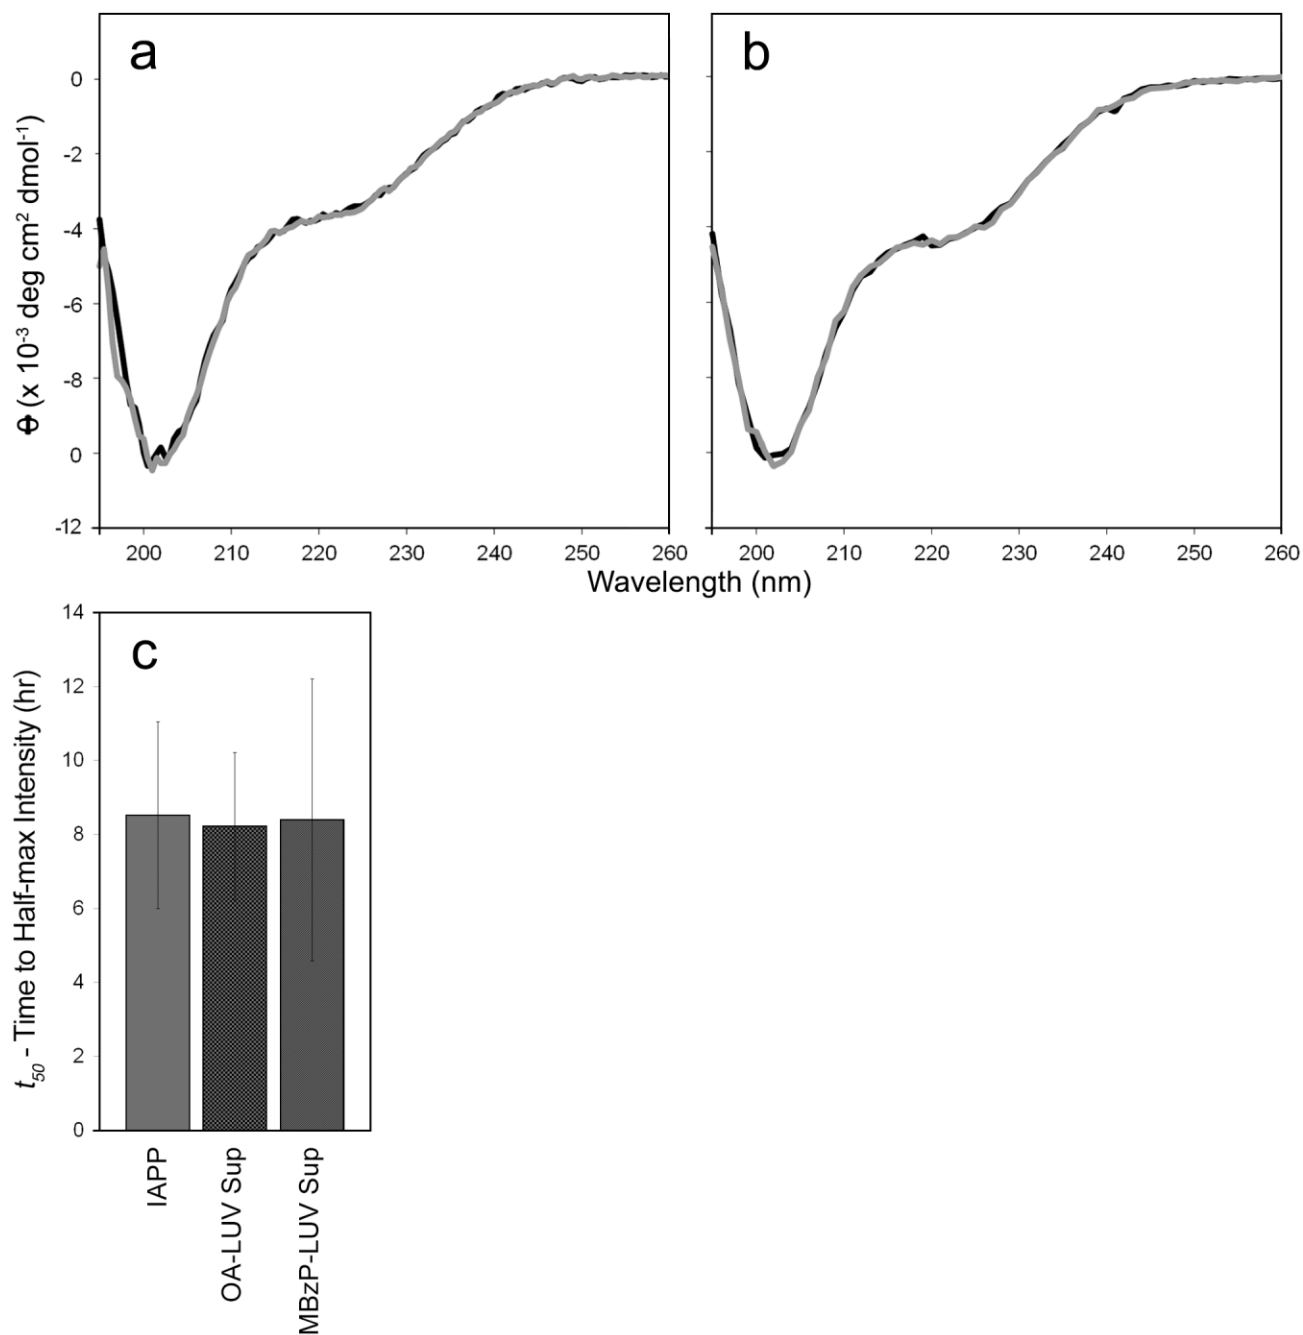 a
b
0
-2
-4
-6
-8
0
-12
Φ (x 10-3 deg cm2 dmol-1)
200 210 220 230 240 250 260
200 210 220 230 240 250 260
Wavelength (nm)
c
14
12
10
8
6
4
2
0
t50 - Time to Half-max Intensity (hr)
IAPP
OA-LUV Sup
MBzP-LUV Sup